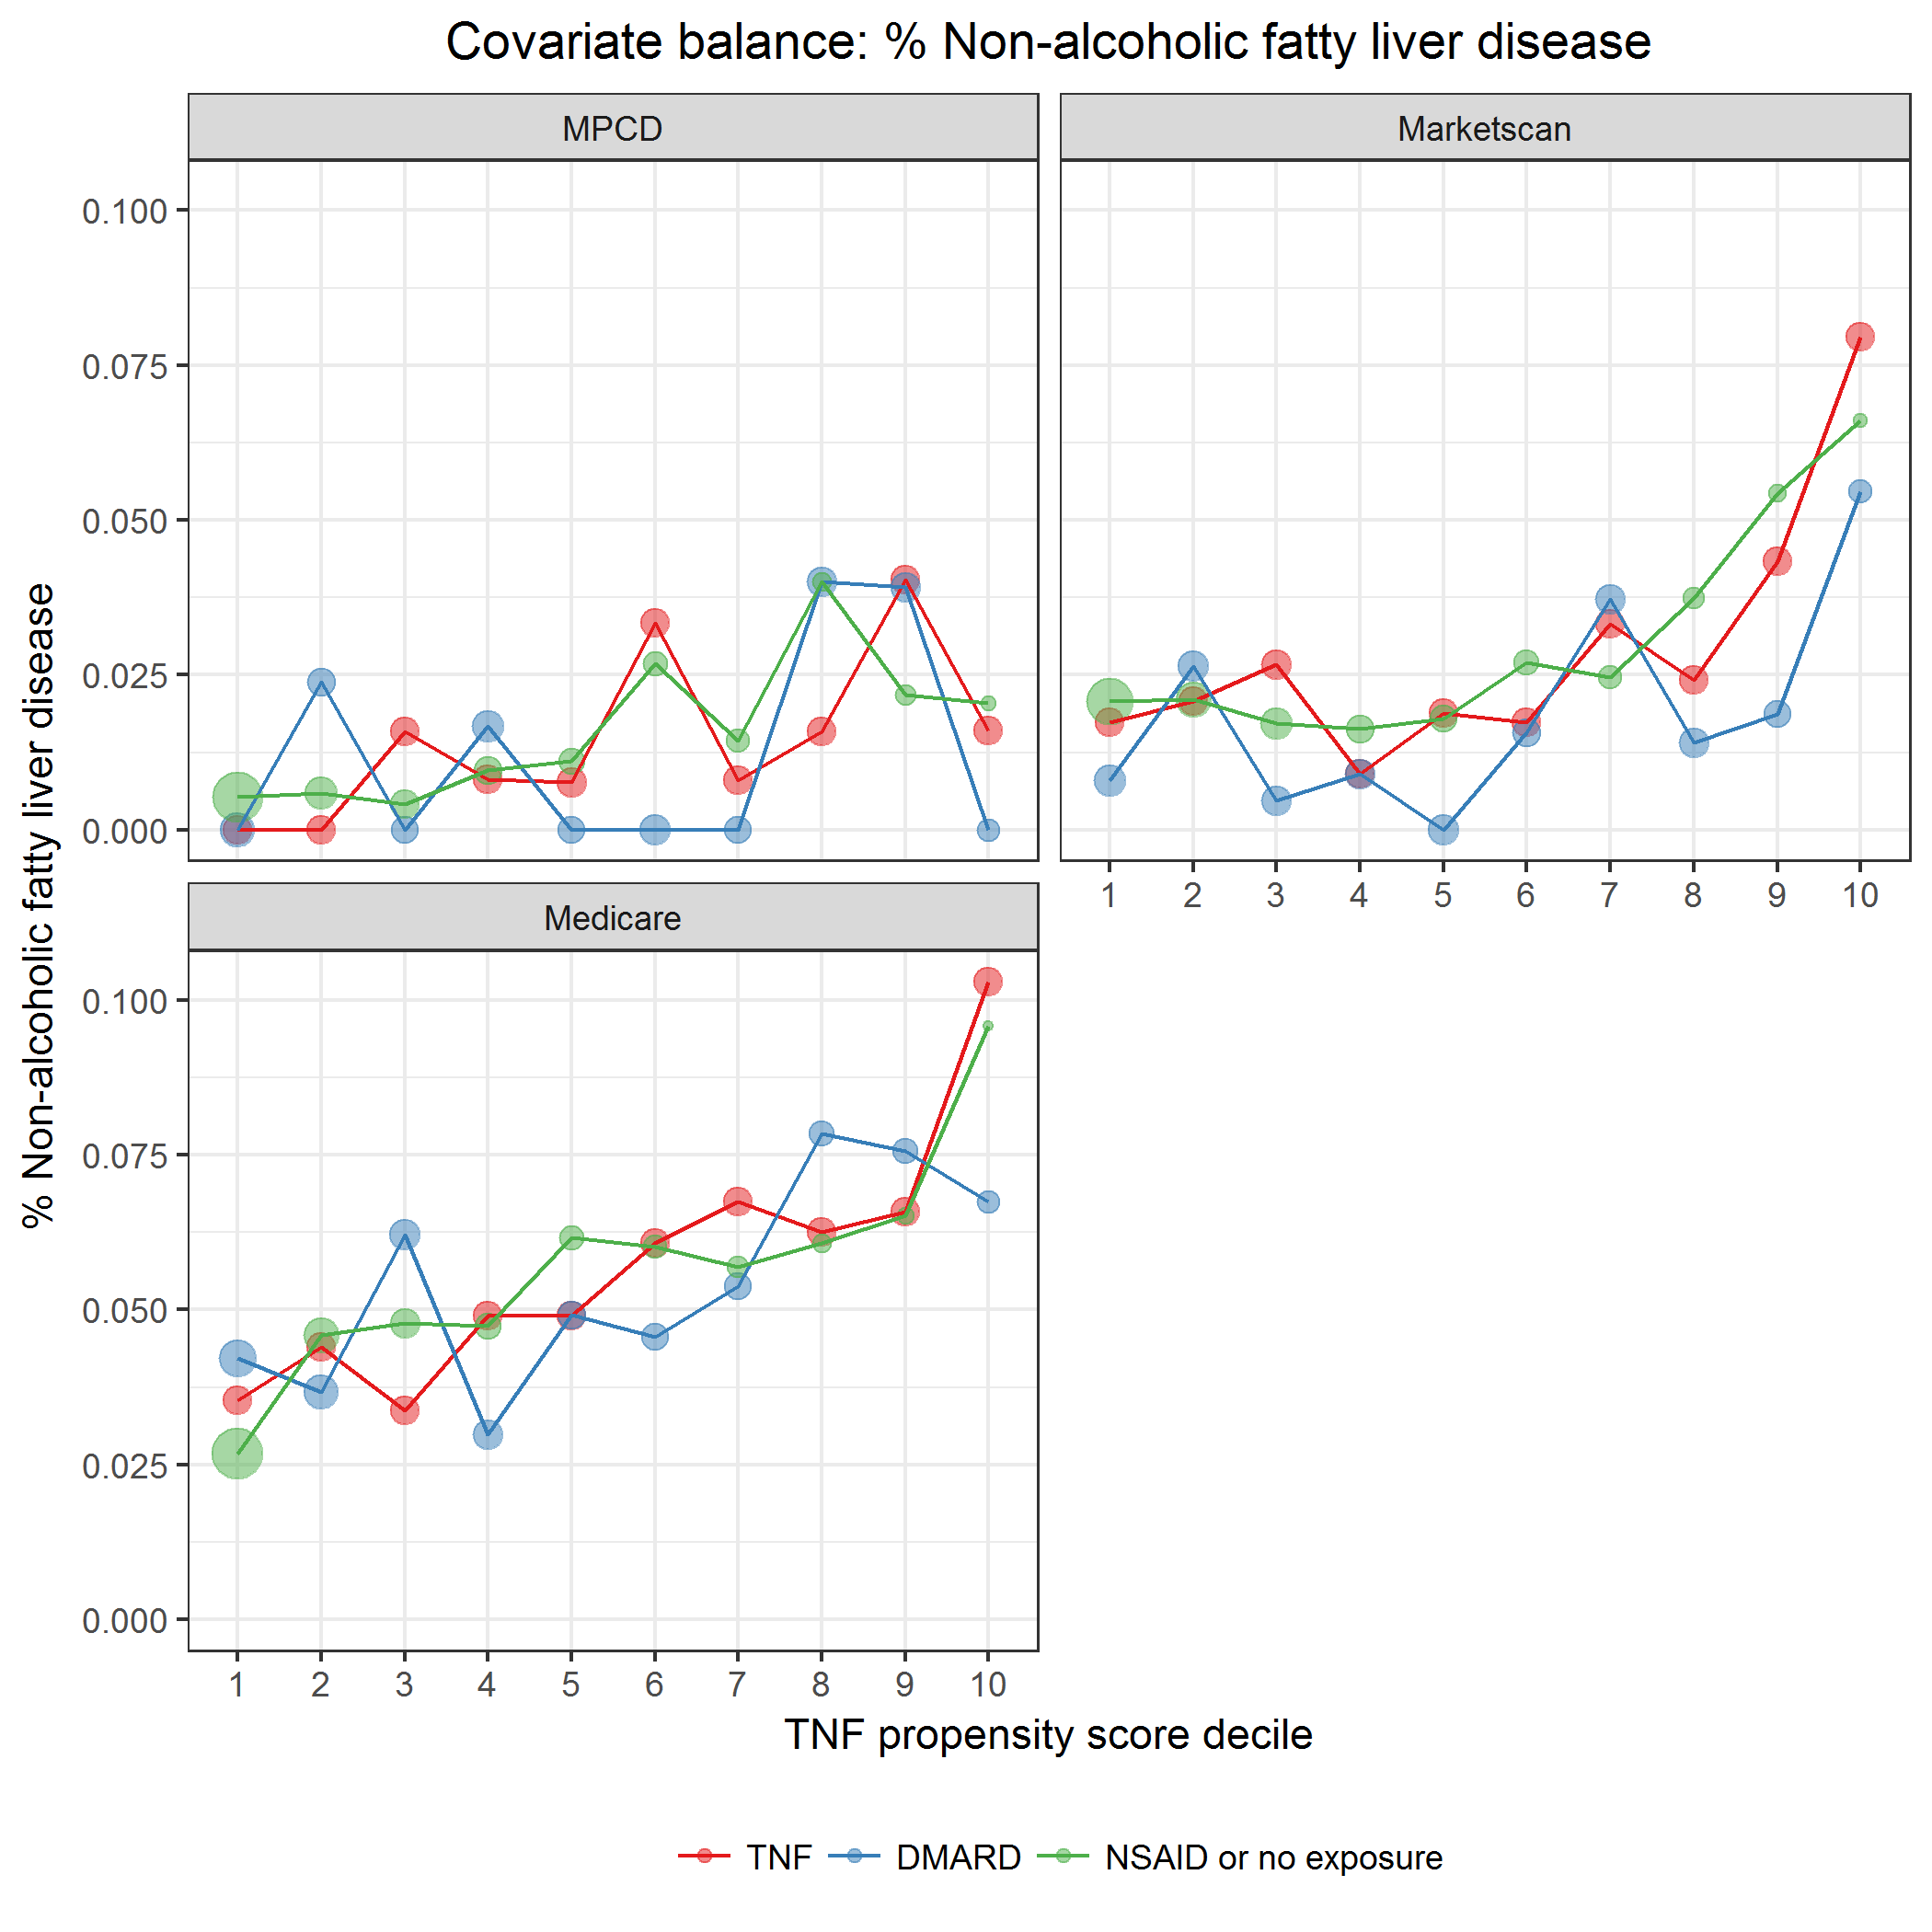 Covariate balance: % Non-alcoholic fatty liver disease
MPCD
Marketscan
0.100
0.075
0.050
0.025
0.000
1 2 3 4 5 6 7 8 9 10
Medicare
0.100
0.075
0.050
0.025
0.000
1 2 3 4 5 6 7 8 9 10
% Non-alcoholic fatty liver disease
TNF propensity score decile
TNF DMARD NSAID or no exposure